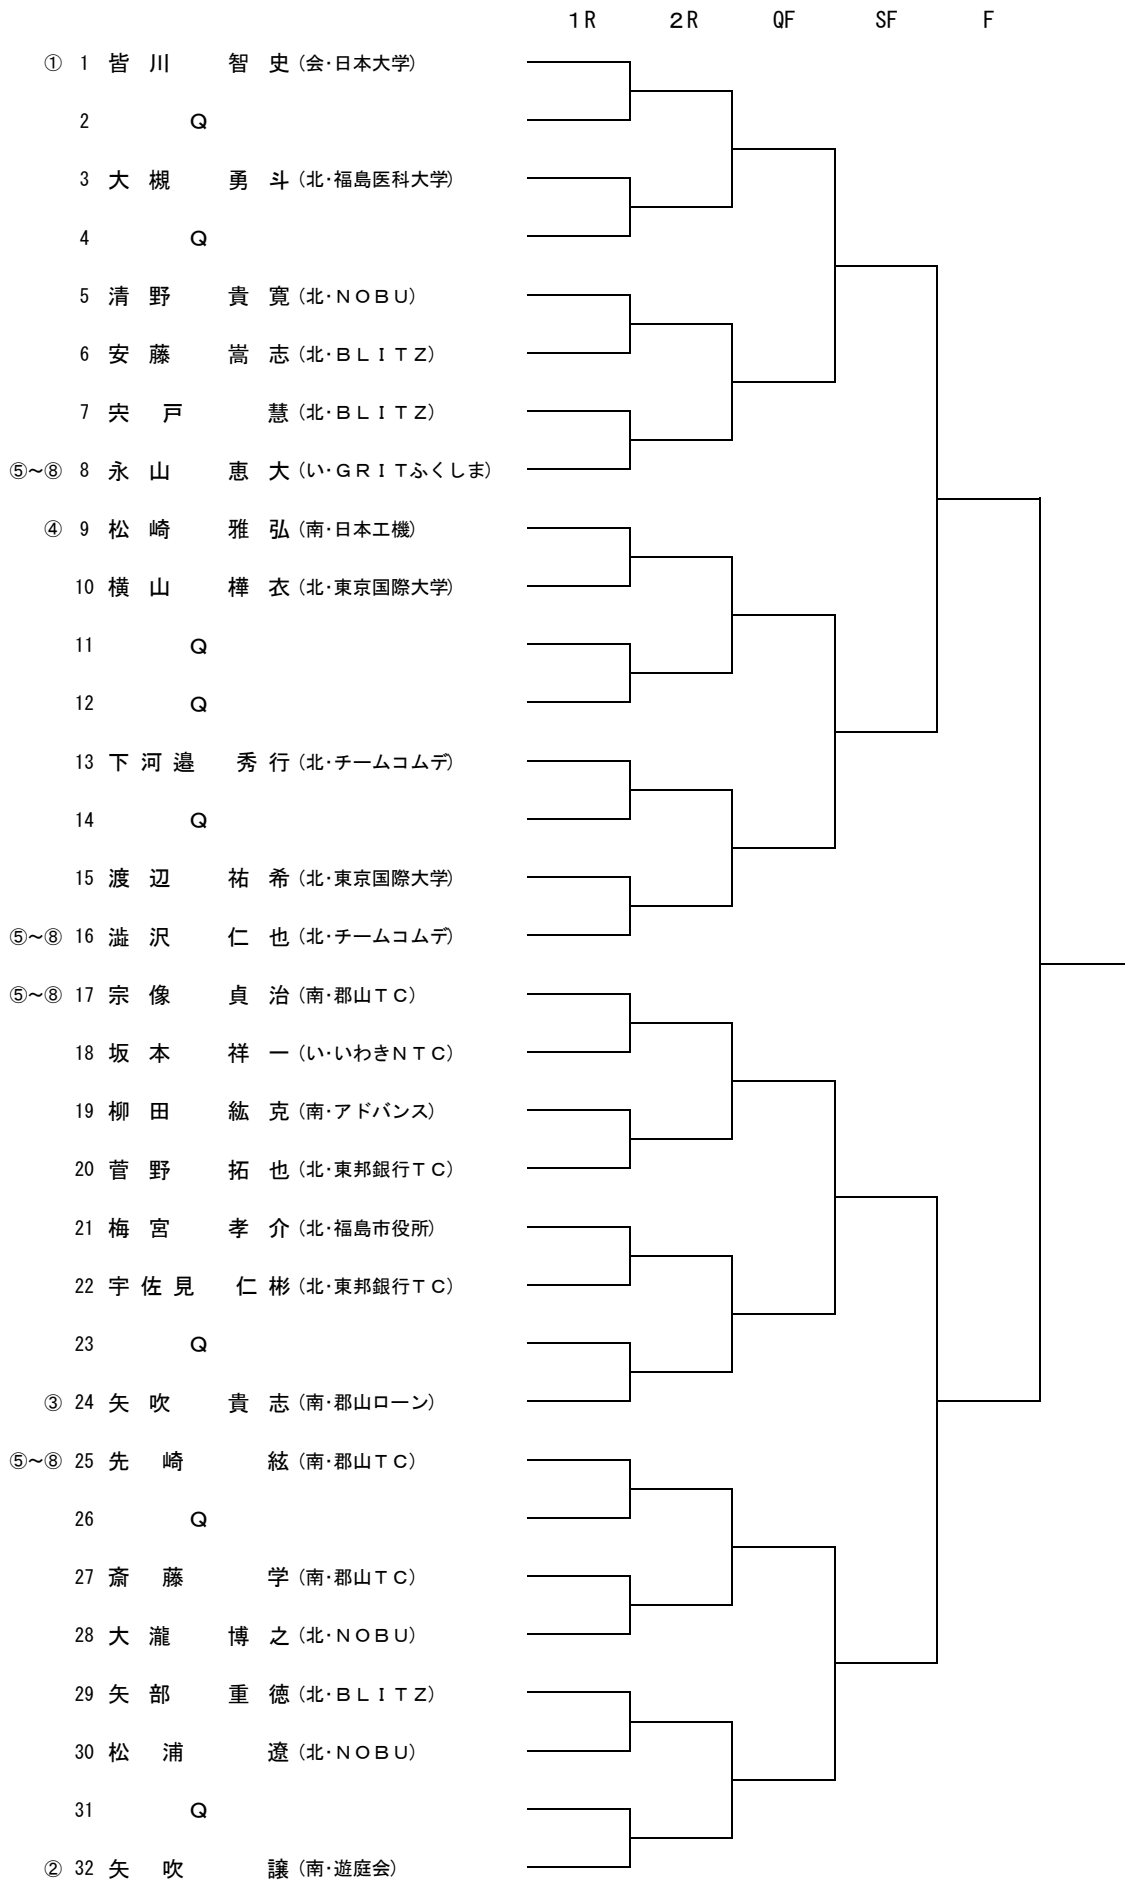 １Ｒ ２Ｒ QF SF F
① 1 皆川 智史 (会･日本大学)
2 Ｑ
3 大槻 勇斗 (北･福島医科大学)
4 Ｑ
5 清野 貴寛 (北･ＮＯＢＵ)
6 安藤 嵩志 (北･ＢＬＩＴＺ)
7 宍戸 慧 (北･ＢＬＩＴＺ)
⑤～⑧ 8 永山 恵大 (い･ＧＲＩＴふくしま)
④ 9 松崎 雅弘 (南･日本工機)
10 横山 樺衣 (北･東京国際大学)
11 Ｑ
12 Ｑ
13 下河邉 秀行 (北･チームコムデ)
14 Ｑ
15 渡辺 祐希 (北･東京国際大学)
⑤～⑧ 16 澁沢 仁也 (北･チームコムデ)
⑤～⑧ 17 宗像 貞治 (南･郡山ＴＣ)
18 坂本 祥一 (い･いわきＮＴＣ)
19 柳田 紘克 (南･アドバンス)
20 菅野 拓也 (北･東邦銀行ＴＣ)
21 梅宮 孝介 (北･福島市役所)
22 宇佐見 仁彬 (北･東邦銀行ＴＣ)
23 Ｑ
③ 24 矢吹 貴志 (南･郡山ローン)
⑤～⑧ 25 先崎 絃 (南･郡山ＴＣ)
26 Ｑ
27 斎藤 学 (南･郡山ＴＣ)
28 大瀧 博之 (北･ＮＯＢＵ)
29 矢部 重徳 (北･ＢＬＩＴＺ)
30 松浦 遼 (北･ＮＯＢＵ)
31 Ｑ
② 32 矢吹 譲 (南･遊庭会)